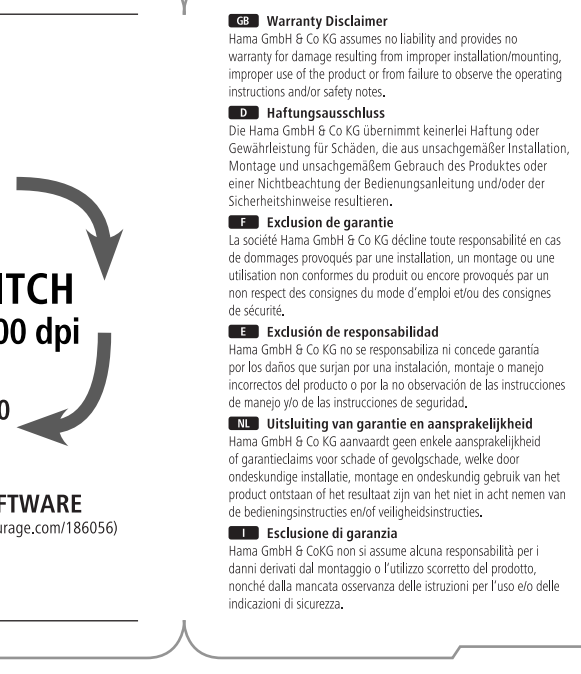 ITCH
00 dpi
0
FTWARE
urage.com/186056)
GB Warranty Disclaimer
Hama GmbH & Co KG assumes no liability and provides no
warranty for damage resulting from improper installation/mounting,
improper use of the product or from failure to observe the operating
instructions and/or safety notes.
D Haftungsausschluss
Die Hama GmbH & Co KG übernimmt keinerlei Haftung oder
Gewährleistung für Schäden, die aus unsachgemäßer Installation,
Montage und unsachgemäßem Gebrauch des Produktes oder
einer Nichtbeachtung der Bedienungsanleitung und/oder der
Sicherheitshinweise resultieren.
F Exclusion de garantie
La société Hama GmbH & Co KG décline toute responsabilité en cas
de dommages provoqués par une installation, un montage ou une
utilisation non conformes du produit ou encore provoqués par un
non respect des consignes du mode d'emploi et/ou des consignes
de sécurité.
E Exclusión de responsabilidad
Hama GmbH & Co KG no se responsabiliza ni concede garantía
por los daños que surjan por una instalación, montaje o manejo
incorrectos del producto o por la no observación de las instrucciones
de manejo y/o de las instrucciones de seguridad.
NL Uitsluiting van garantie en aansprakelijkheid
Hama GmbH & Co KG aanvaardt geen enkele aansprakelijkheid
of garantieclaims voor schade of gevolgschade, welke door
ondeskundige installatie, montage en ondeskundig gebruik van het
product ontstaan of het resultaat zijn van het niet in acht nemen van
de bedieningsinstructies en/of veiligheidsinstructies.
I Esclusione di garanzia
Hama GmbH & CoKG non si assume alcuna responsabilità per i
danni derivati dal montaggio o l'utilizzo scorretto del prodotto,
nonché dalla mancata osservanza delle istruzioni per l'uso e/o delle
indicazioni di sicurezza.